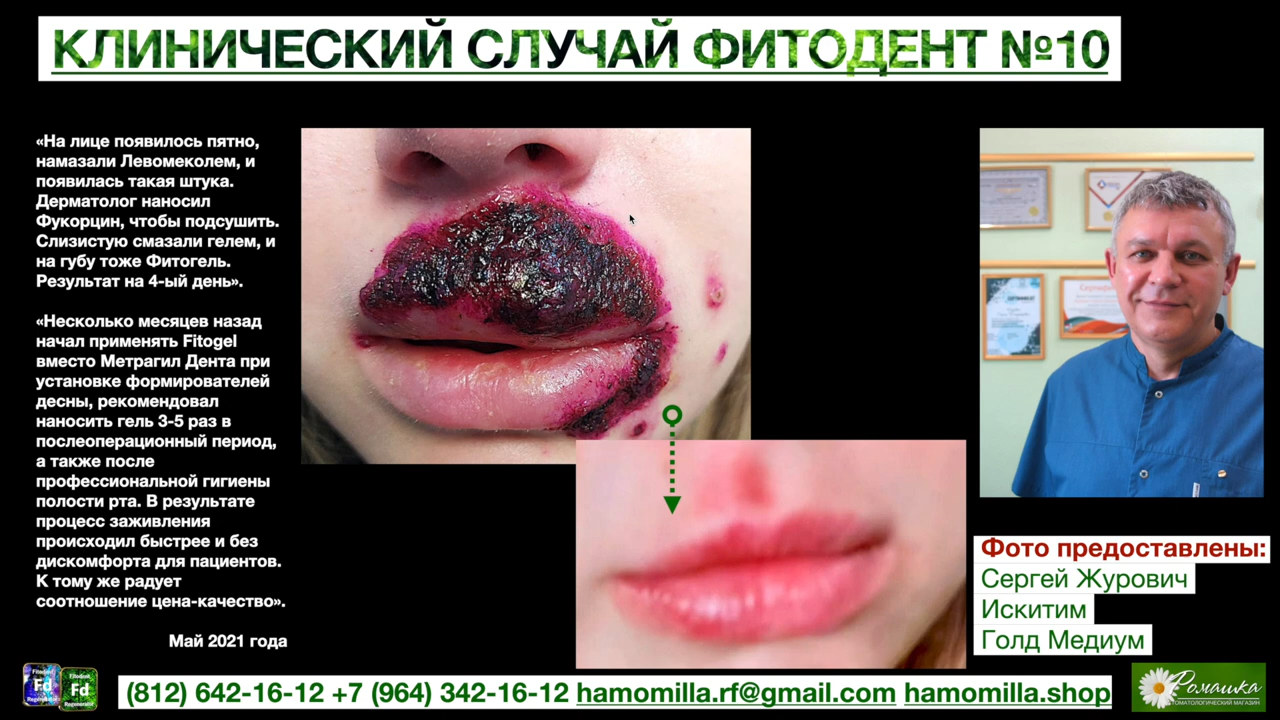 КЛИНИЧЕСКИЙ СЛУЧАЙ ФИТОДЕНТ №10
«На лице появилось пятно,
намазали Левомеколем, и
появилась такая штука.
Дерматолог наносил
Фукорцин, чтобы подсушить.
Слизистую смазали гелем, и
на губу тоже Фитогель.
Результат на 4-ый день».
«Несколько месяцев назад
начал применять Fitogel
вместо Метрагил Дента при
установке формирователей
десны, рекомендовал
наносить гель 3-5 раз в
послеоперационный период,
а также после
профессиональной гигиены
полости рта. В результате
процесс заживления
происходил быстрее и без
дискомфорта для пациентов.
К тому же радует
соотношение цена-качество».
Май 2021 года
Фото предоставлены:
Сергей Журович
Искитим
Голд Медиум
Fd
Fd
(812) 642-16-12 +7 (964) 342-16-12 hamomilla.rf@gmail.com hamomilla.shop
Ромашка
СТОМАТОЛОГИЧЕСКИЙ МАГАЗИН